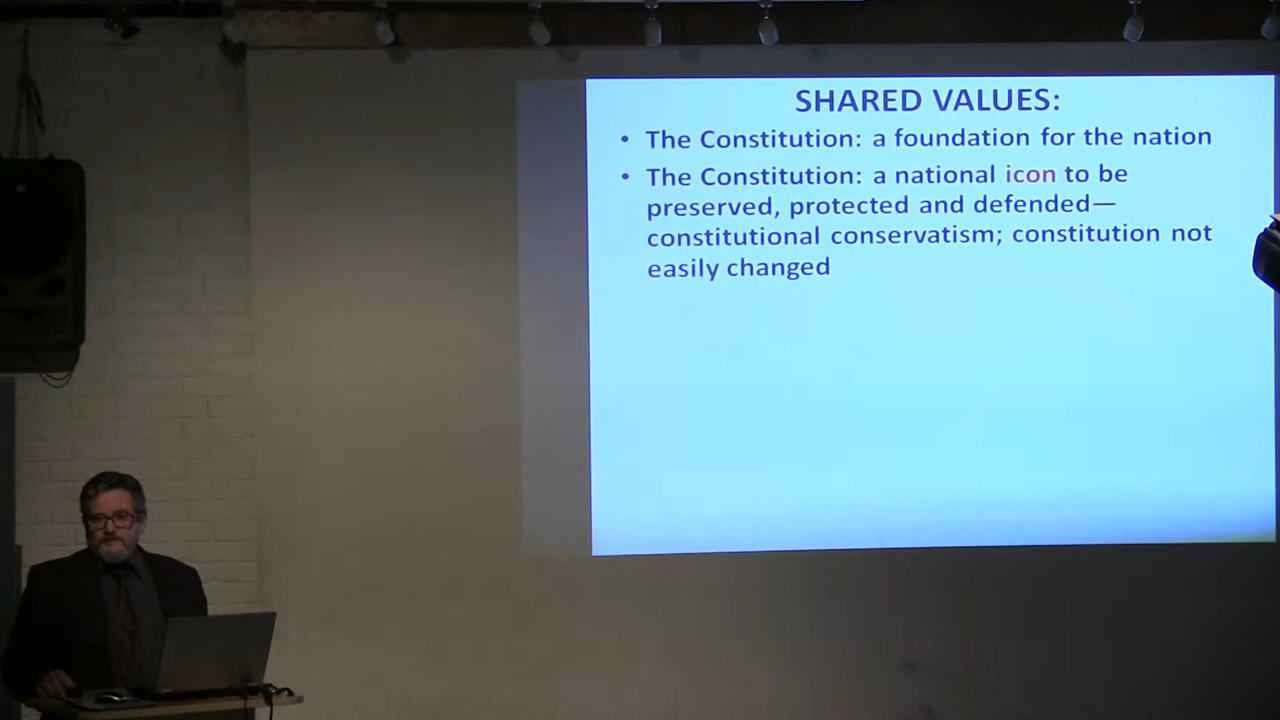 SHARED VALUES:
• The Constitution: a foundation for the nation
• The Constitution: a national icon to be
preserved, protected and defended—
constitutional conservatism; constitution not
easily changed